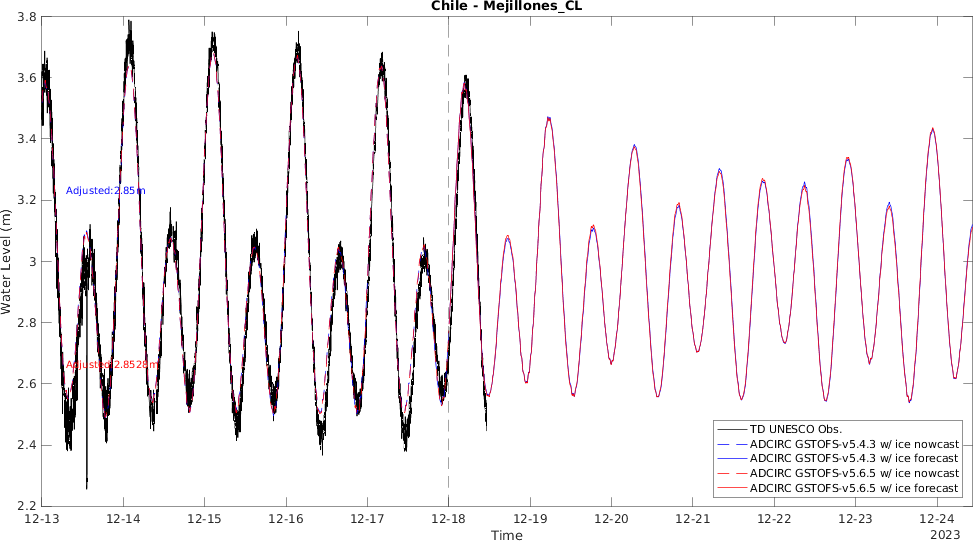 Chile - Mejillones_CL
3.8
3.6
3.4
3.2
3
2.8
2.6
2.4
2.2
Water Level (m)
Adjusted:2.85m
Adjusted:2.8528m
TD UNESCO Obs.
ADCIRC GSTOFS-v5.4.3 w/ ice nowcast
ADCIRC GSTOFS-v5.4.3 w/ ice forecast
ADCIRC GSTOFS-v5.6.5 w/ ice nowcast
ADCIRC GSTOFS-v5.6.5 w/ ice forecast
12-13 12-14 12-15 12-16 12-17 12-18 12-19 12-20 12-21 12-22 12-23 12-24
Time
2023